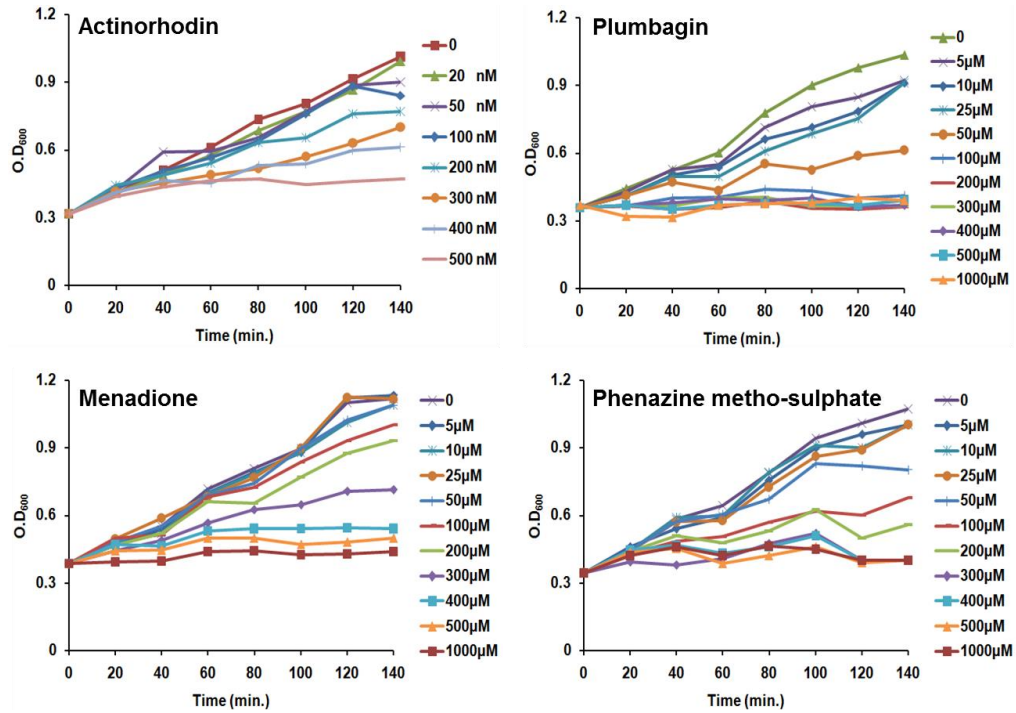 Actinorhodin
1.2
0.9
0.6
0.3
0
O.D600
0 20 40 60 80 100 120 140
Time (min.)
0
20 nM
50 nM
100 nM
200 nM
300 nM
400 nM
500 nM
Plumbagin
1.2
0.9
0.6
0.3
0
O.D600
0 20 40 60 80 100 120 140
Time (min.)
0
5µM
10µM
25µM
50µM
100µM
200µM
300µM
400µM
500µM
1000µM
Menadione
1.2
0.9
0.6
0.3
0
O.D600
0 20 40 60 80 100 120 140
Time (min.)
0
5µM
10µM
25µM
50µM
100µM
200µM
300µM
400µM
500µM
1000µM
Phenazine metho-sulphate
1.2
0.9
0.6
0.3
0
O.D600
0 20 40 60 80 100 120 140
Time (min.)
0
5µM
10µM
25µM
50µM
100µM
200µM
300µM
400µM
500µM
1000µM